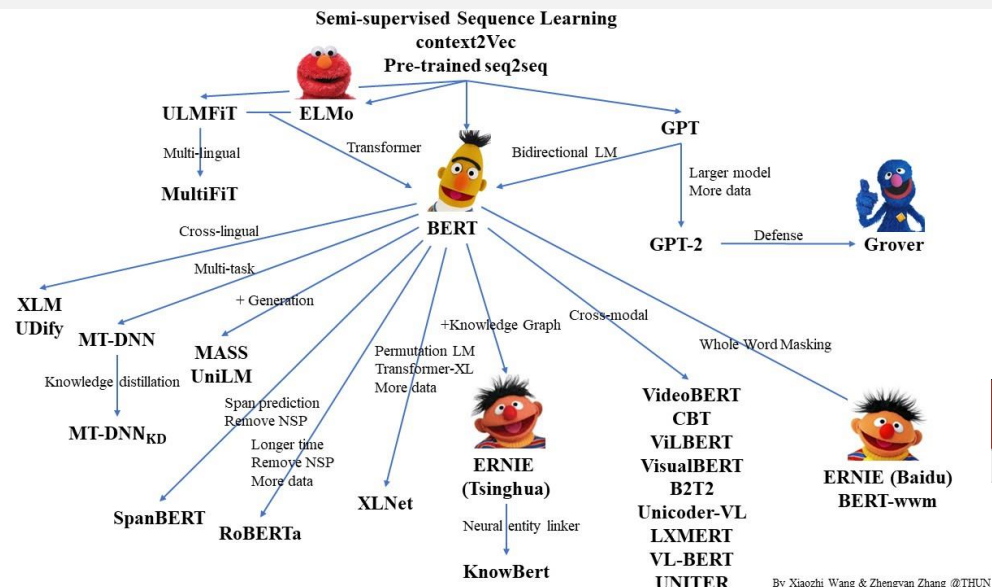 Semi-supervised Sequence Learning
context2Vec
Pre-trained seq2seq
ULMFiT
ELMo
GPT
Multi-lingual
Transformer
Bidirectional LM
Larger model
More data
MultiFiT
BERT
GPT-2
Defense
Grover
Cross-lingual
Multi-task
+ Generation
+Knowledge Graph
Cross-modal
Whole Word Masking
XLM
UDify
MT-DNN
MASS
UniLM
Permutation LM
Transformer-XL
More data
Knowledge distillation
MT-DNNKD
Span prediction
Remove NSP
Longer time
Remove NSP
More data
SpanBERT
RoBERTa
XLNet
ERNIE
(Tsinghua)
Neural entity linker
KnowBert
VideoBERT
CBT
ViLBERT
VisualBERT
B2T2
Unicoder-VL
LXMERT
VL-BERT
UNITER
ERNIE (Baidu)
BERT-wwm
By Xiaozhi Wang & Zhengyan Zhang @THUN